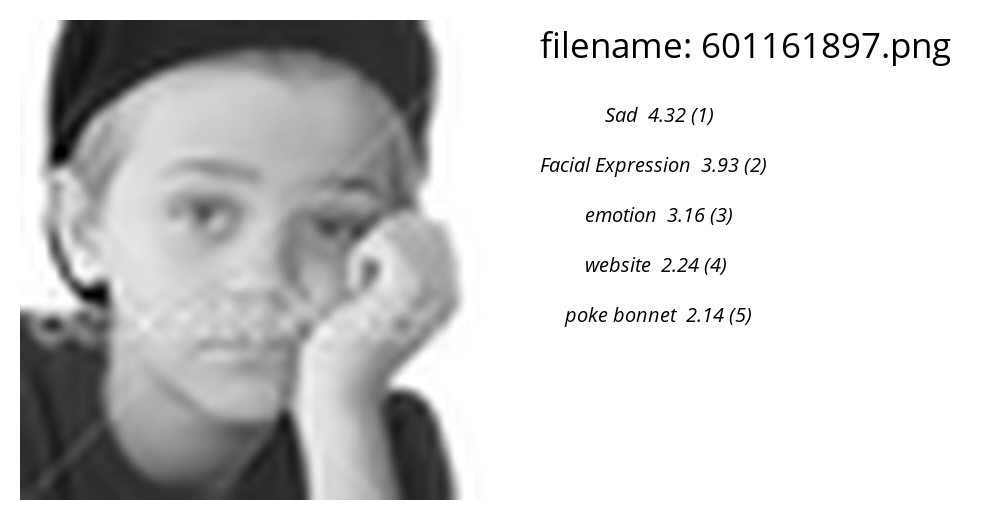 filename: 601161897.png
Sad 4.32 (1)
Facial Expression 3.93 (2)
emotion 3.16 (3)
website 2.24 (4)
poke bonnet 2.14 (5)